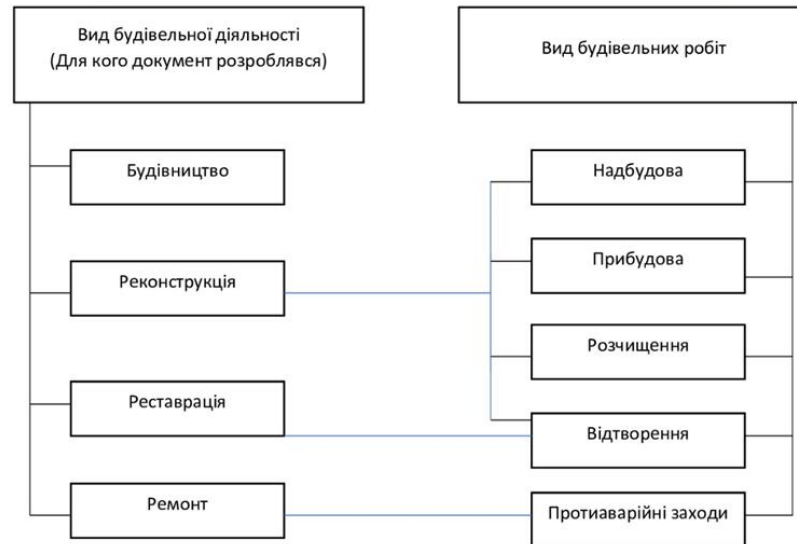 Вид будівельної діяльності
(Для кого документ розроблявся)
Вид будівельних робіт
Будівництво
Надбудова
Прибудова
Реконструкція
Розчищення
Реставрація
Відтворення
Ремонт
Протиаварійні заходи